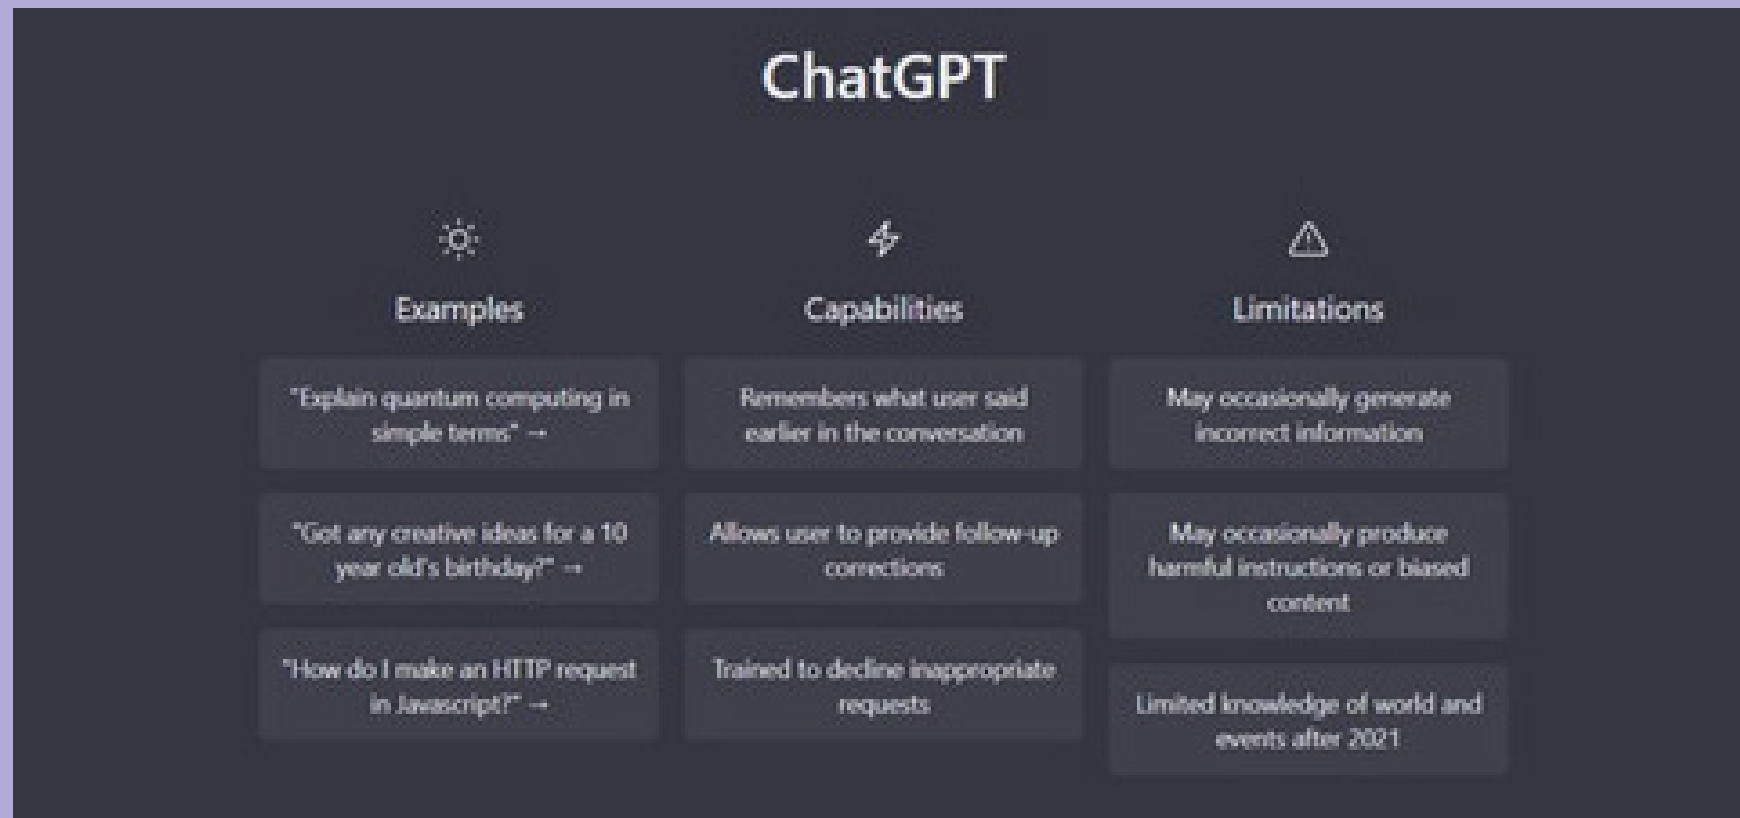 ChatGPT
Examples
"Explain quantum computing in
simple terms" →
"Got any creative ideas for a 10
year old's birthday?" →
"How do I make an HTTP request
in Javascript?" →
Capabilities
Remembers what user said
earlier in the conversation
Allows user to provide follow-up
corrections
Trained to decline inappropriate
requests
Limitations
May occasionally generate
incorrect information
May occasionally produce
harmful instructions or biased
content
Limited knowledge of world and
events after 2021